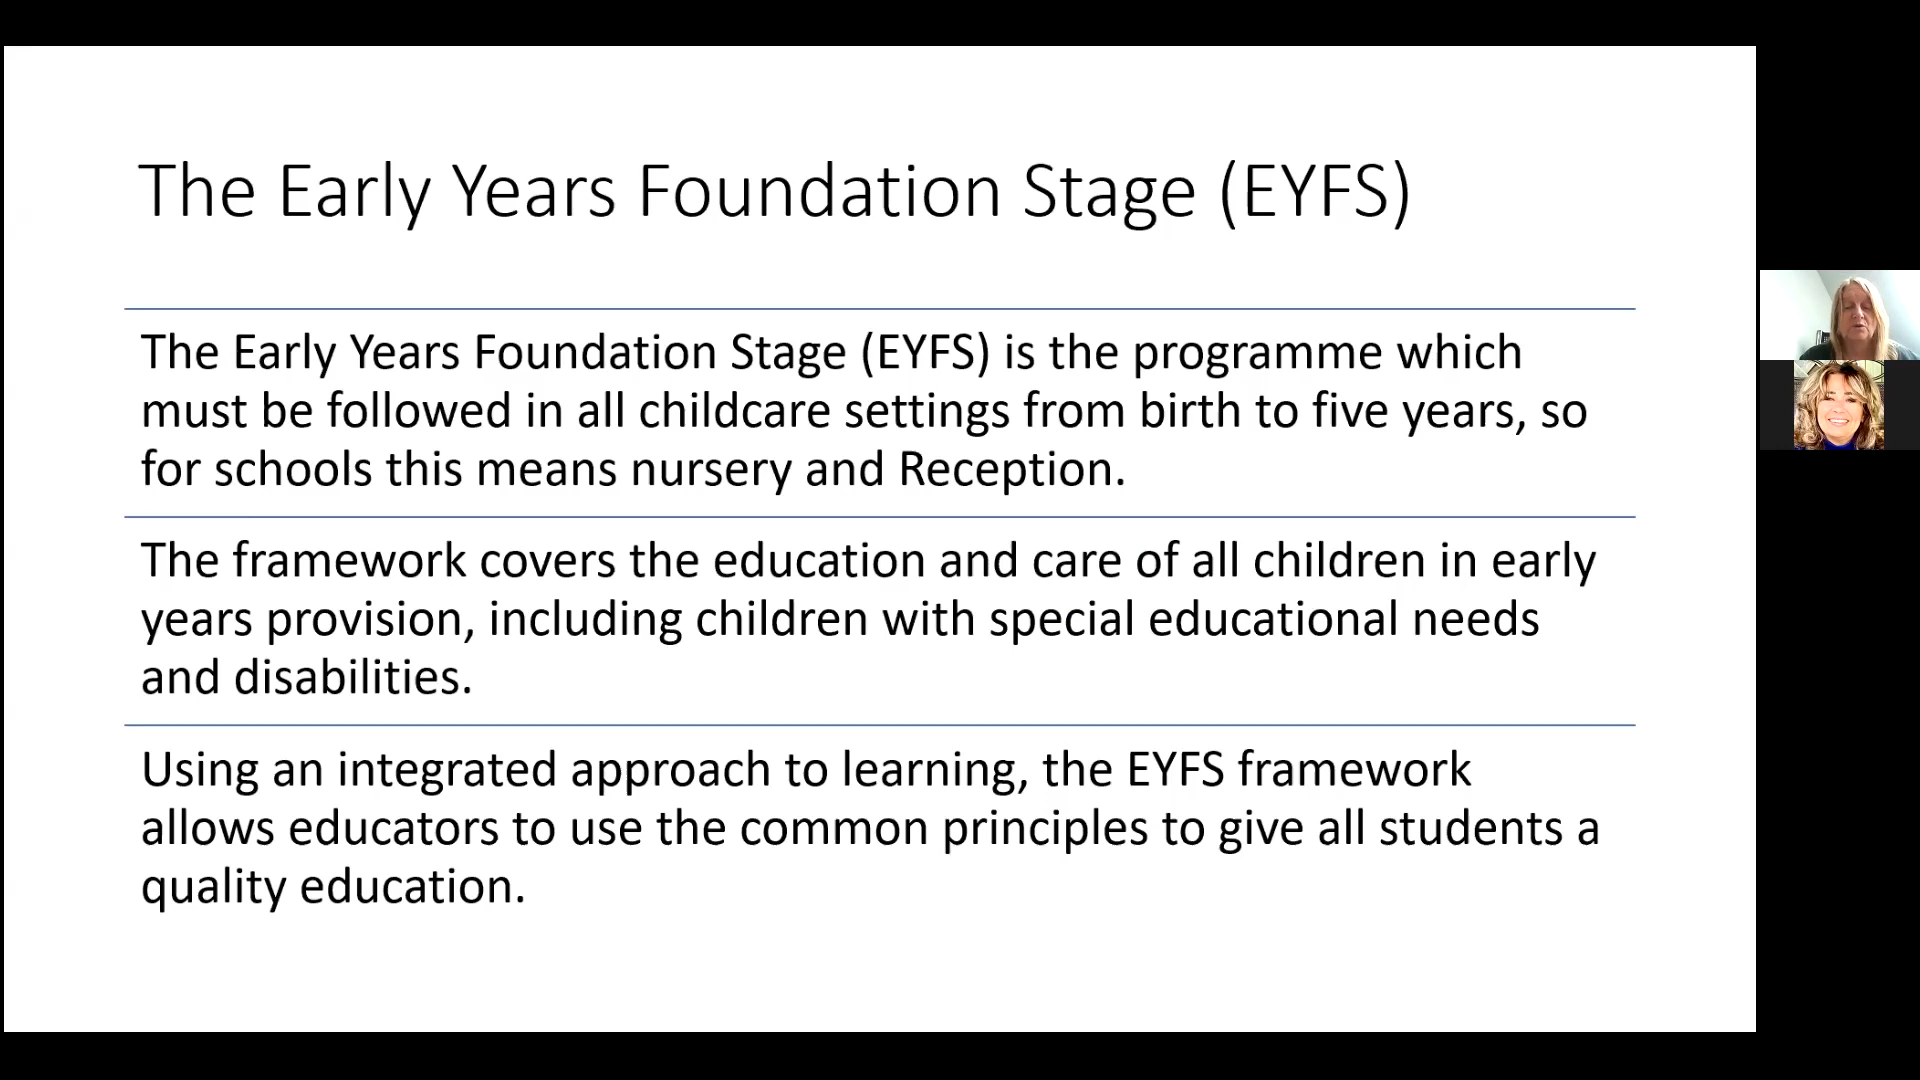 The Early Years Foundation Stage (EYFS)
The Early Years Foundation Stage (EYFS) is the programme which
must be followed in all childcare settings from birth to five years, so
for schools this means nursery and Reception.
The framework covers the education and care of all children in early
years provision, including children with special educational needs
and disabilities.
Using an integrated approach to learning, the EYFS framework
allows educators to use the common principles to give all students a
quality education.